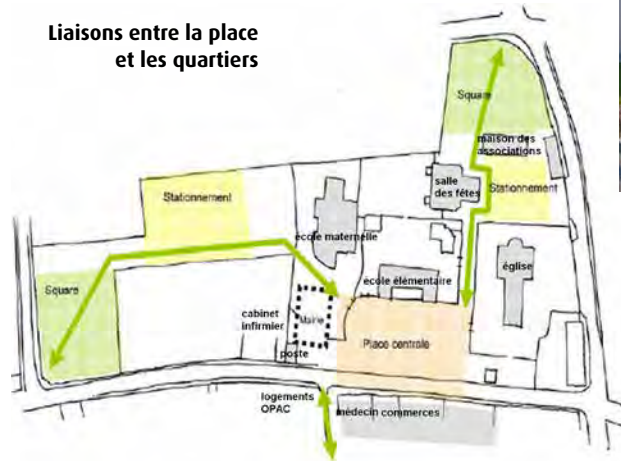 Liaisons entre la place
et les quartiers
Square
maison des
associations
salle
des fêtes
Stationnement
Stationnement
école maternelle
église
école élémentaire
Square
cabinet
infirmier
Mairie
Place centrale
poste
logements
OPAC
médecin commerces